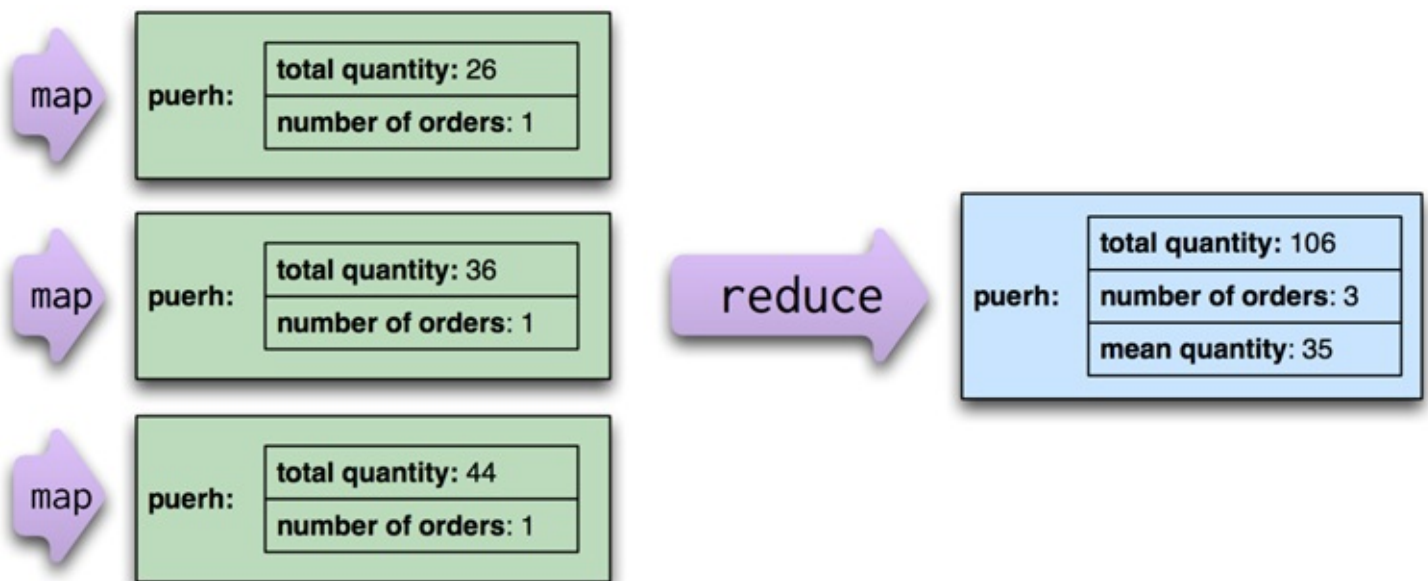 map
puerh:
total quantity: 26
number of orders: 1
map
puerh:
total quantity: 36
number of orders: 1
map
puerh:
total quantity: 44
number of orders: 1
reduce
puerh:
total quantity: 106
number of orders: 3
mean quantity: 35